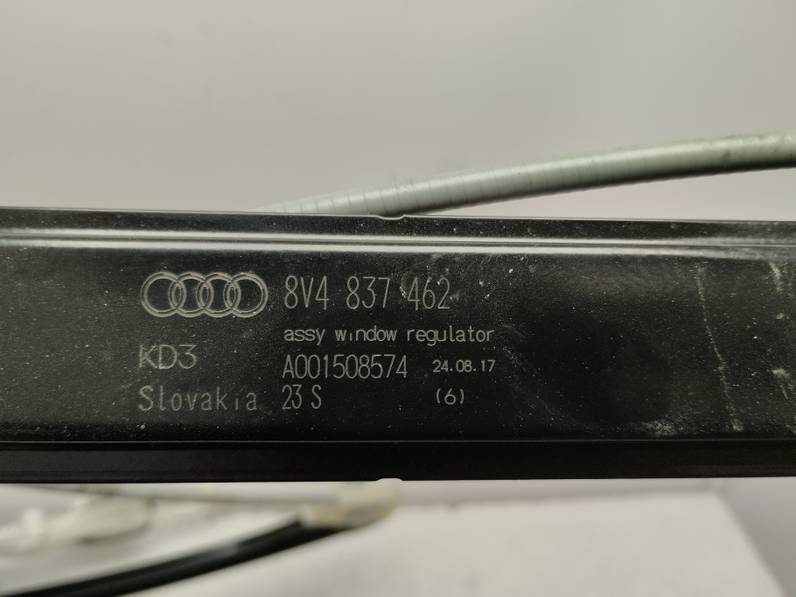 8V4 837 462
assy window regulator
KD3 A001508574 24.08.17
Slovakia 23 S (6)